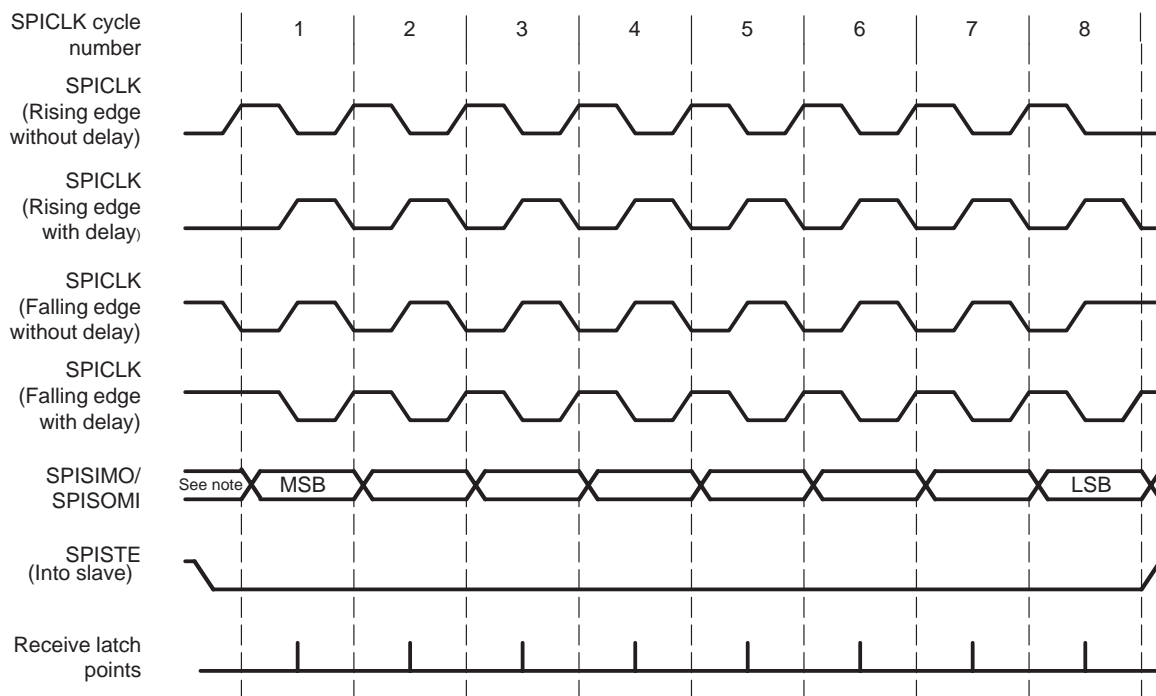 SPICLK cycle
number
1 2 3 4 5 6 7 8
SPICLK
(Rising edge
without delay)
SPICLK
(Rising edge
with delay)
SPICLK
(Falling edge
without delay)
SPICLK
(Falling edge
with delay)
SPISIMO/
SPISOMI
See note MSB LSB
SPISTE
(Into slave)
Receive latch
points